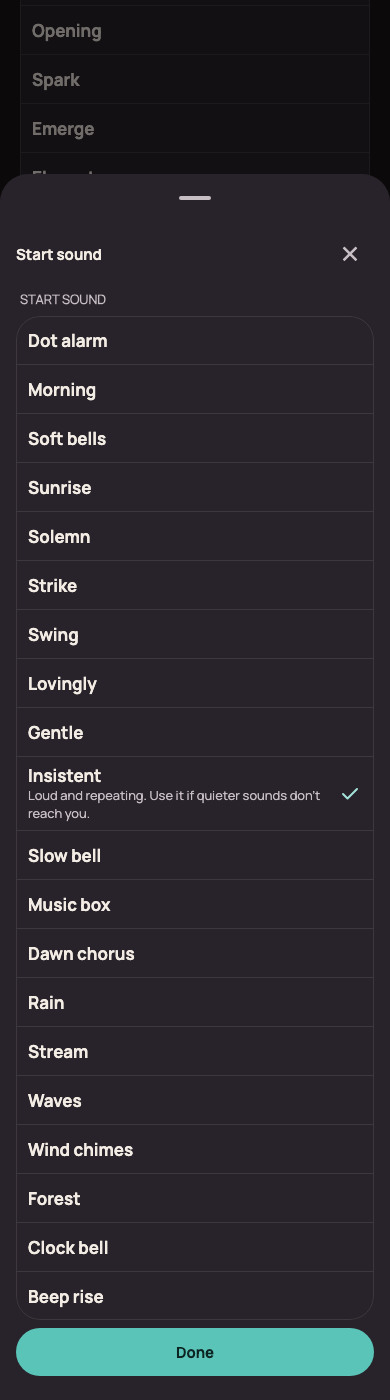 Opening
Spark
Emerge
Start sound
START SOUND
Dot alarm
Morning
Soft bells
Sunrise
Solemn
Strike
Swing
Lovingly
Gentle
Insistent
Loud and repeating. Use it if quieter sounds don't
reach you.
Slow bell
Music box
Dawn chorus
Rain
Stream
Waves
Wind chimes
Forest
Clock bell
Beep rise
Done